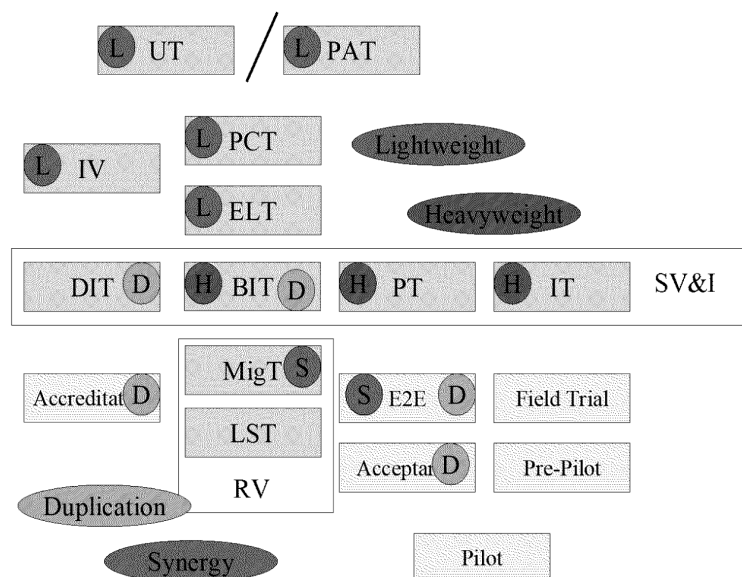 L UT / L PAT
L PCT
Lightweight
L IV
L ELT
Heavyweight
DIT D H BIT D H PT H IT SV&I
MigT S
Accreditat D
S E2E D
Field Trial
LST
Acceptan D
Pre-Pilot
RV
Duplication
Synergy
Pilot